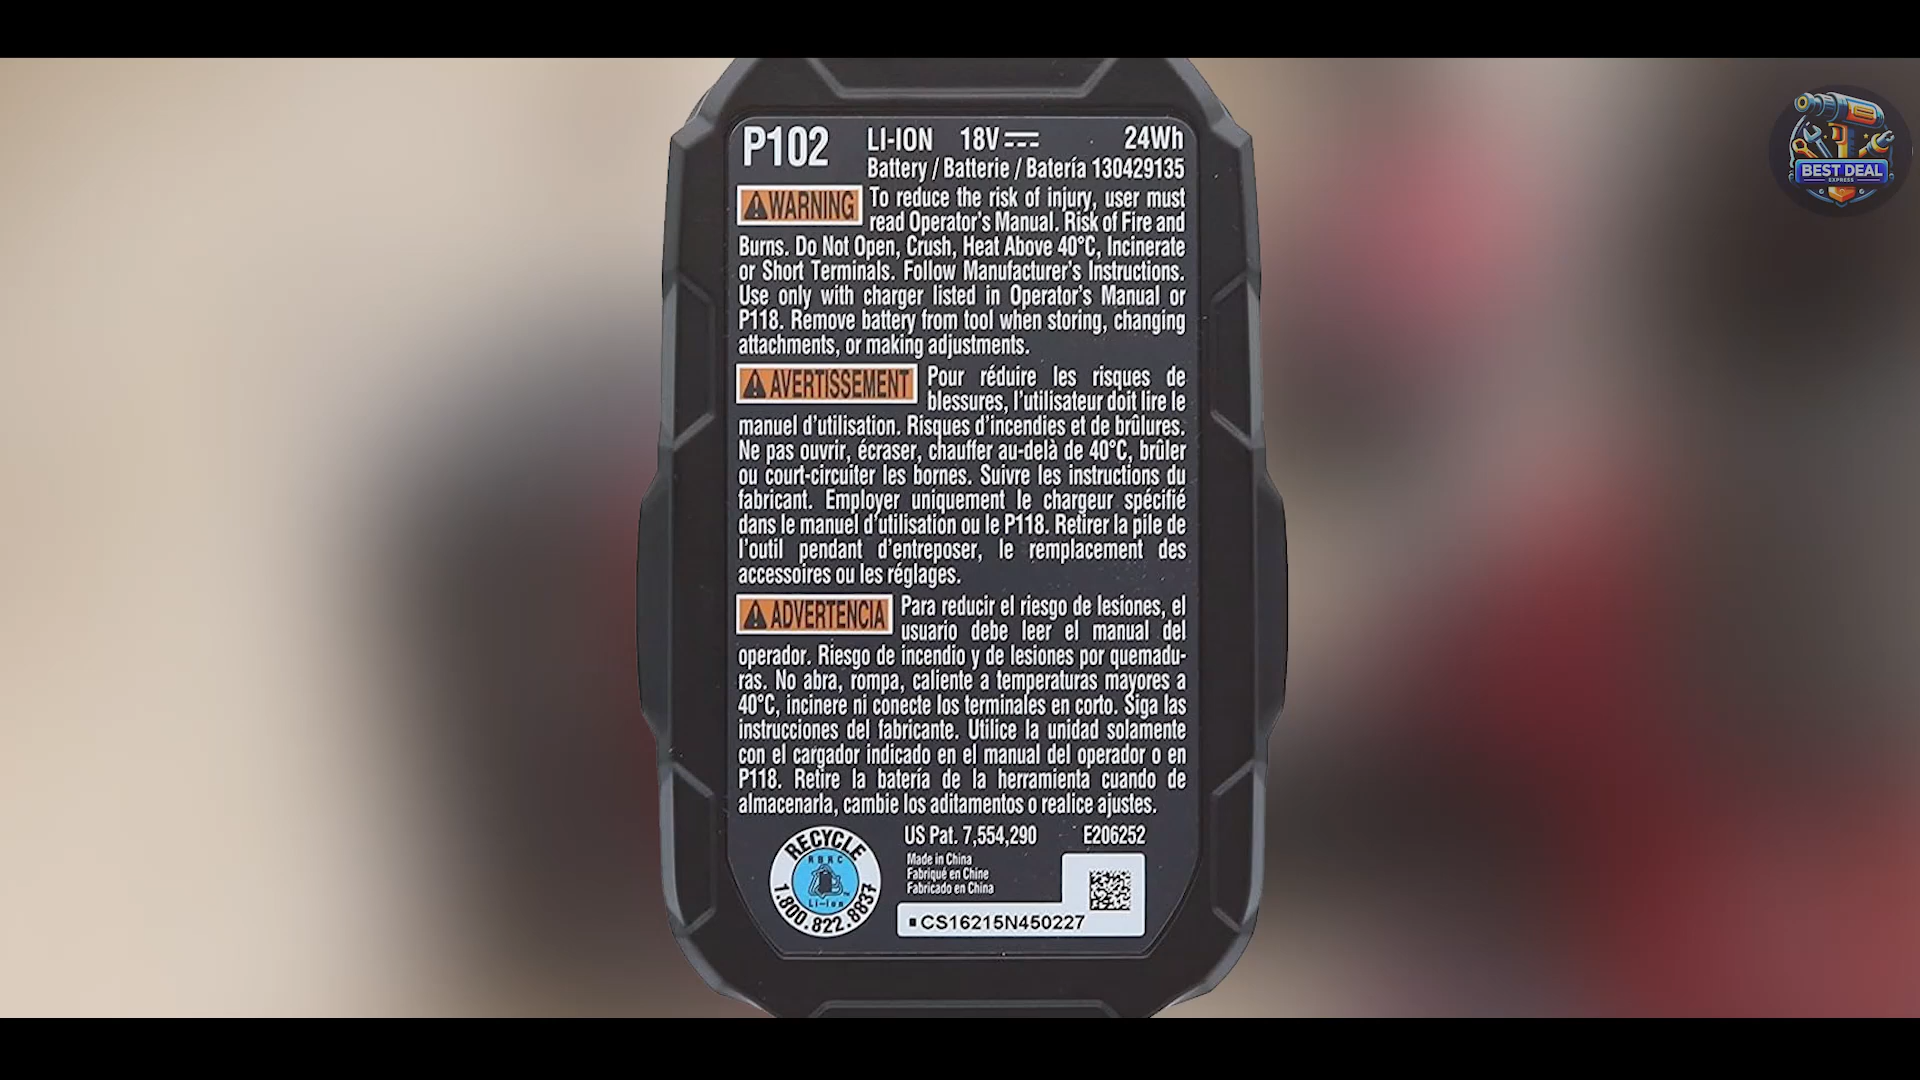 P102 LI-ION 18V 24Wh
Battery / Batterie / Batería 130429135
WARNING To reduce the risk of injury, user must
read Operator's Manual. Risk of Fire and
Burns. Do Not Open, Crush, Heat Above 40°C, Incinerate
or Short Terminals. Follow Manufacturer's Instructions.
Use only with charger listed in Operator's Manual or
P118. Remove battery from tool when storing, changing
attachments, or making adjustments.
AVERTISSEMENT Pour réduire les risques de
blessures, l'utilisateur doit lire le
manuel d'utilisation. Risques d'incendies et de brûlures.
Ne pas ouvrir, écraser, chauffer au-delà de 40°C, brûler
ou court-circuiter les bornes. Suivre les instructions du
fabricant. Employer uniquement le chargeur spécifié
dans le manuel d'utilisation ou le P118. Retirer la pile de
l'outil pendant d'entreposer, le remplacement des
accessoires ou les réglages.
ADVERTENCIA Para reducir el riesgo de lesiones, el
usuario debe leer el manual del
operador. Riesgo de incendio y de lesiones por quemadu-
ras. No abra, rompa, caliente a temperaturas mayores a
40°C, incinere ni conecte los terminales en corto. Siga las
instrucciones del fabricante. Utilice la unidad solamente
con el cargador indicado en el manual del operador o en
P118. Retire la batería de la herramienta cuando de
almacenarla, cambie los aditamentos o realice ajustes.
RECYCLE
RBRC
Li-Ion
1.800.822.8837
US Pat. 7,554,290 E206252
Made in China
Fabriqué en Chine
Fabricado en China
CS16215N450227
BEST DEAL
EXPRESS